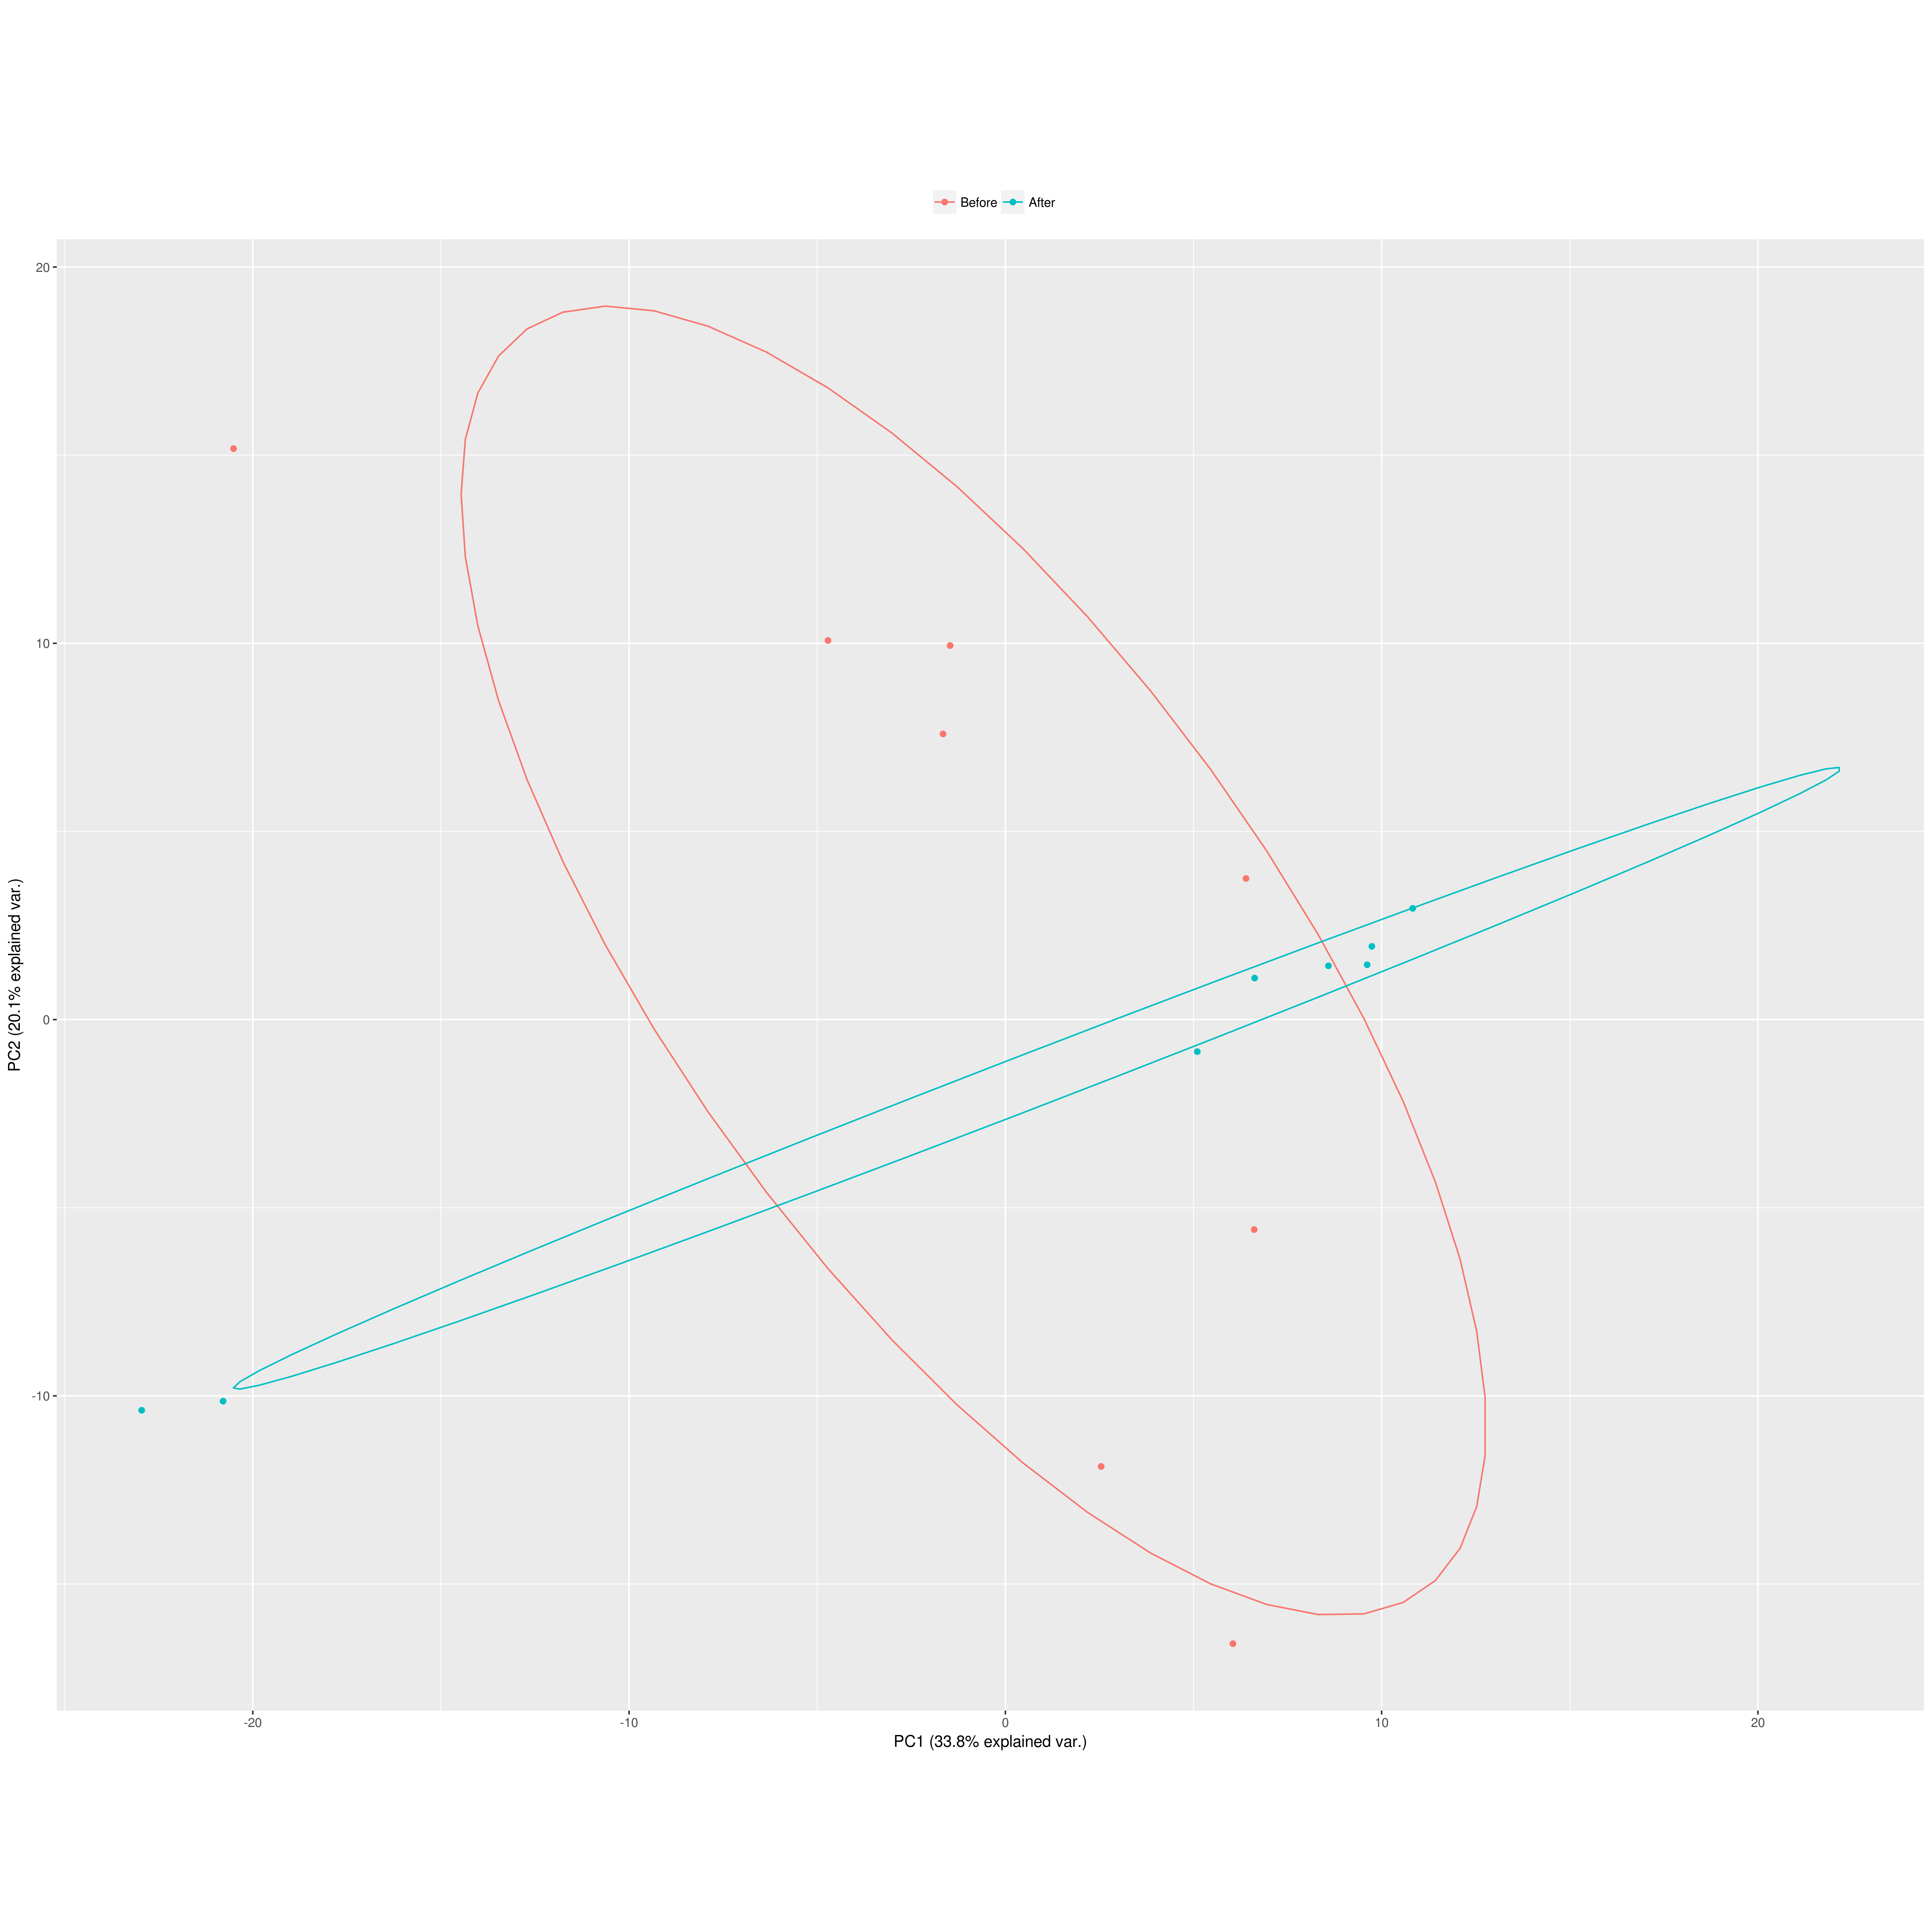 Before After
20
10
0
-10
-20 -10 0 10 20
PC1 (33.8% explained var.)
PC2 (20.1% explained var.)